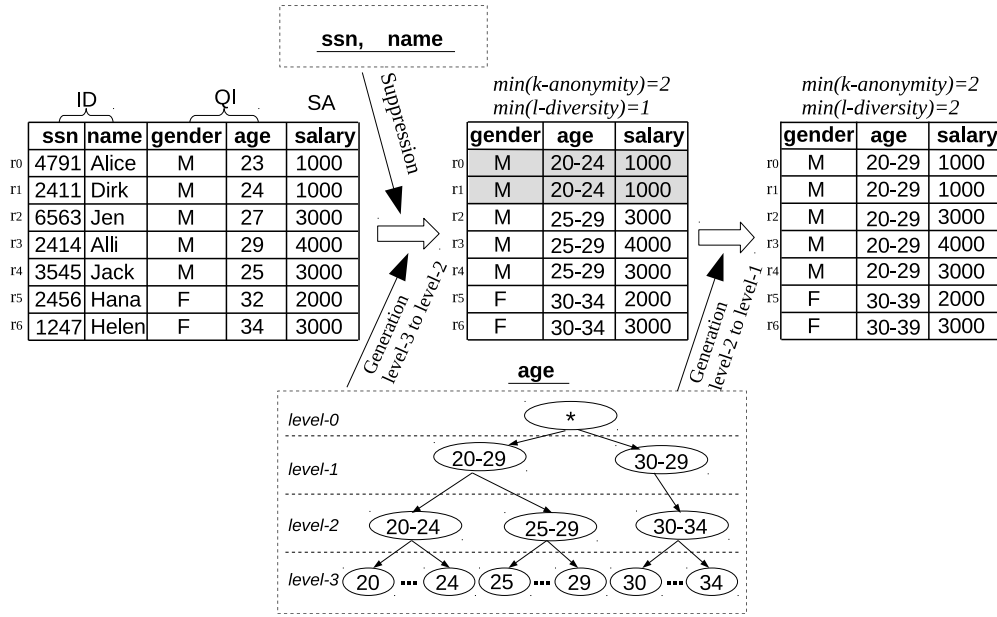 ssn, name
Suppression
ID QI SA
ssn name gender age salary
r0 4791 Alice M 23 1000
r1 2411 Dirk M 24 1000
r2 6563 Jen M 27 3000
r3 2414 Alli M 29 4000
r4 3545 Jack M 25 3000
r5 2456 Hana F 32 2000
r6 1247 Helen F 34 3000
Generation
level-3 to level-2
min(k-anonymity)=2
min(l-diversity)=1
gender age salary
r0 M 20-24 1000
r1 M 20-24 1000
r2 M 25-29 3000
r3 M 25-29 4000
r4 M 25-29 3000
r5 F 30-34 2000
r6 F 30-34 3000
Generation
level-2 to level-1
min(k-anonymity)=2
min(l-diversity)=2
gender age salary
r0 M 20-29 1000
r1 M 20-29 1000
r2 M 20-29 3000
r3 M 20-29 4000
r4 M 20-29 3000
r5 F 30-39 2000
r6 F 30-39 3000
age
level-0 *
level-1 20-29 30-29
level-2 20-24 25-29 30-34
level-3 20 ... 24 25 ... 29 30 ... 34